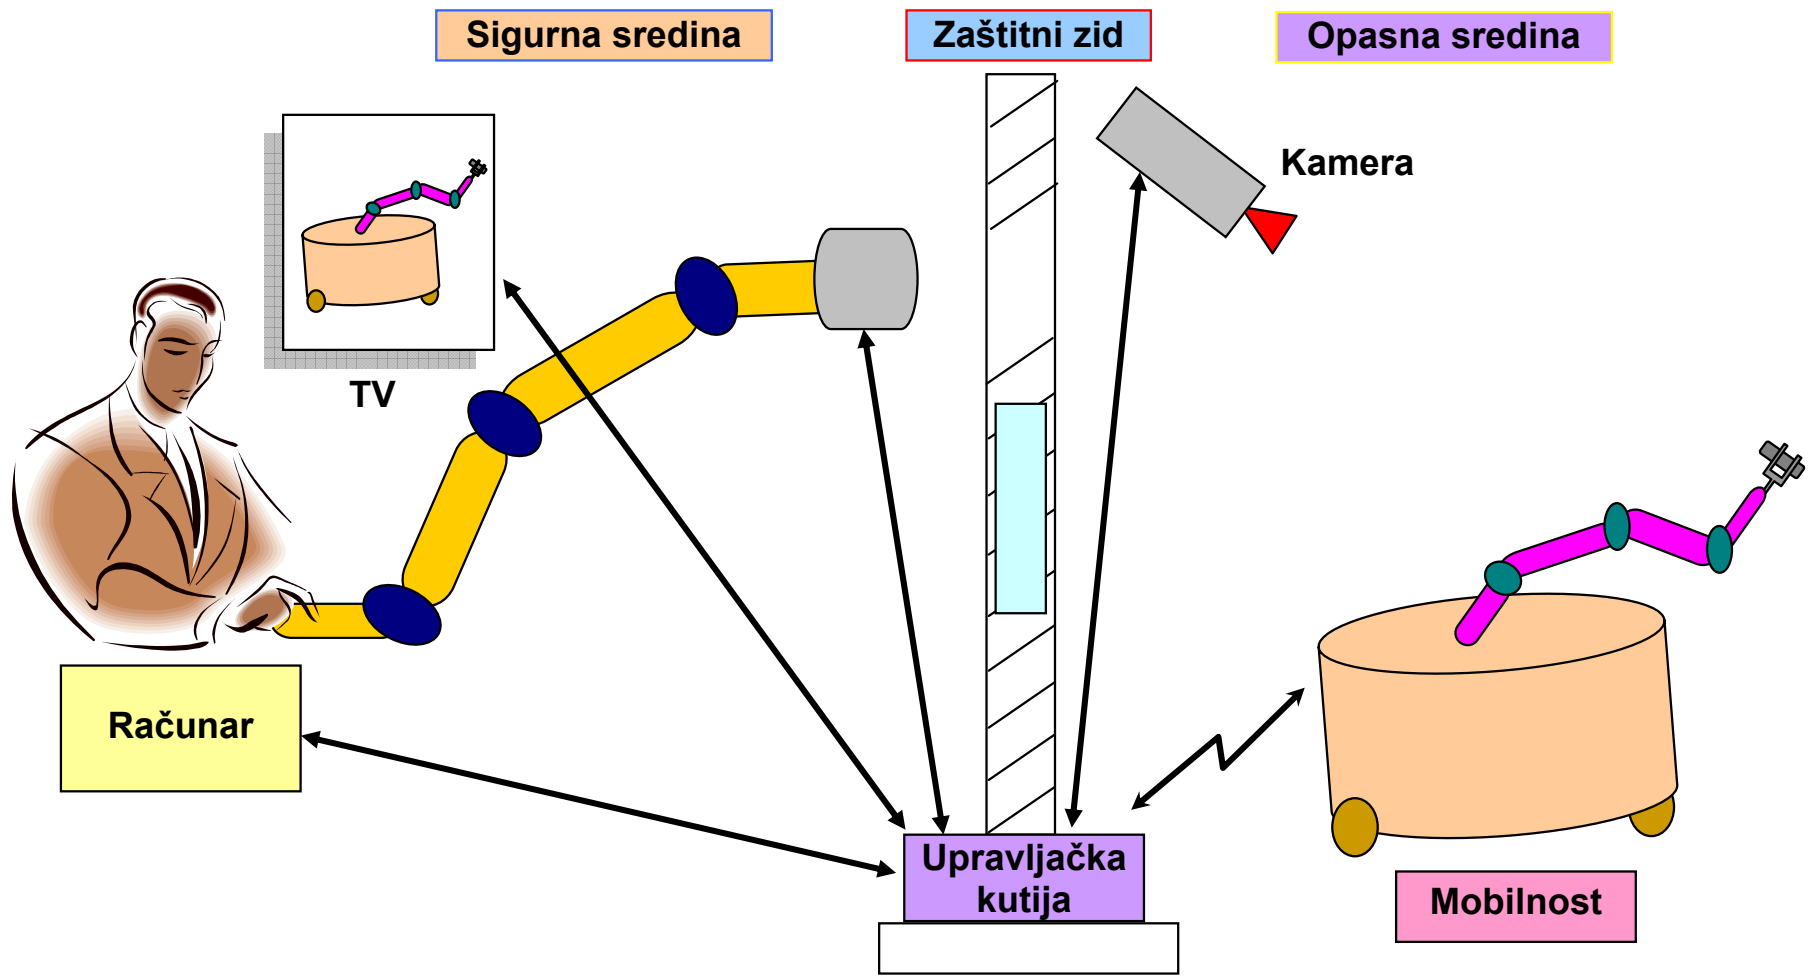 Sigurna sredina
Zaštitni zid
Opasna sredina
Kamera
TV
Računar
Upravljačka
kutija
Mobilnost